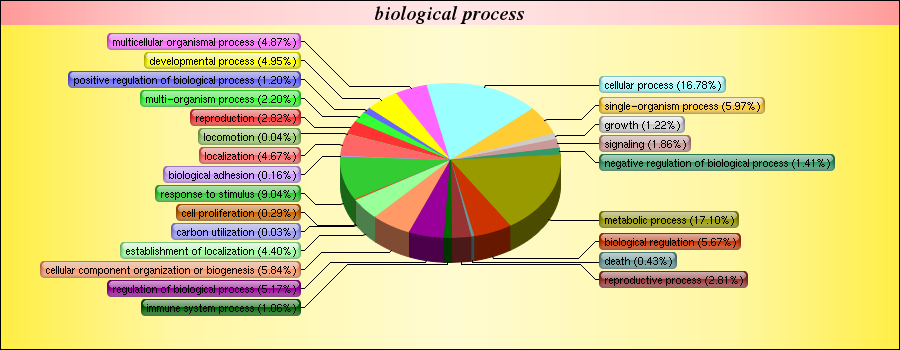 biological process
multicellular organismal process (4.87%)
developmental process (4.95%)
positive regulation of biological process (1.20%)
multi-organism process (2.20%)
reproduction (2.82%)
locomotion (0.04%)
localization (4.67%)
biological adhesion (0.16%)
response to stimulus (9.04%)
cell proliferation (0.29%)
carbon utilization (0.03%)
establishment of localization (4.40%)
cellular component organization or biogenesis (5.84%)
regulation of biological process (5.17%)
immune system process (1.06%)
cellular process (16.78%)
single-organism process (5.97%)
growth (1.22%)
signaling (1.86%)
negative regulation of biological process (1.41%)
metabolic process (17.10%)
biological regulation (5.67%)
death (0.43%)
reproductive process (2.81%)